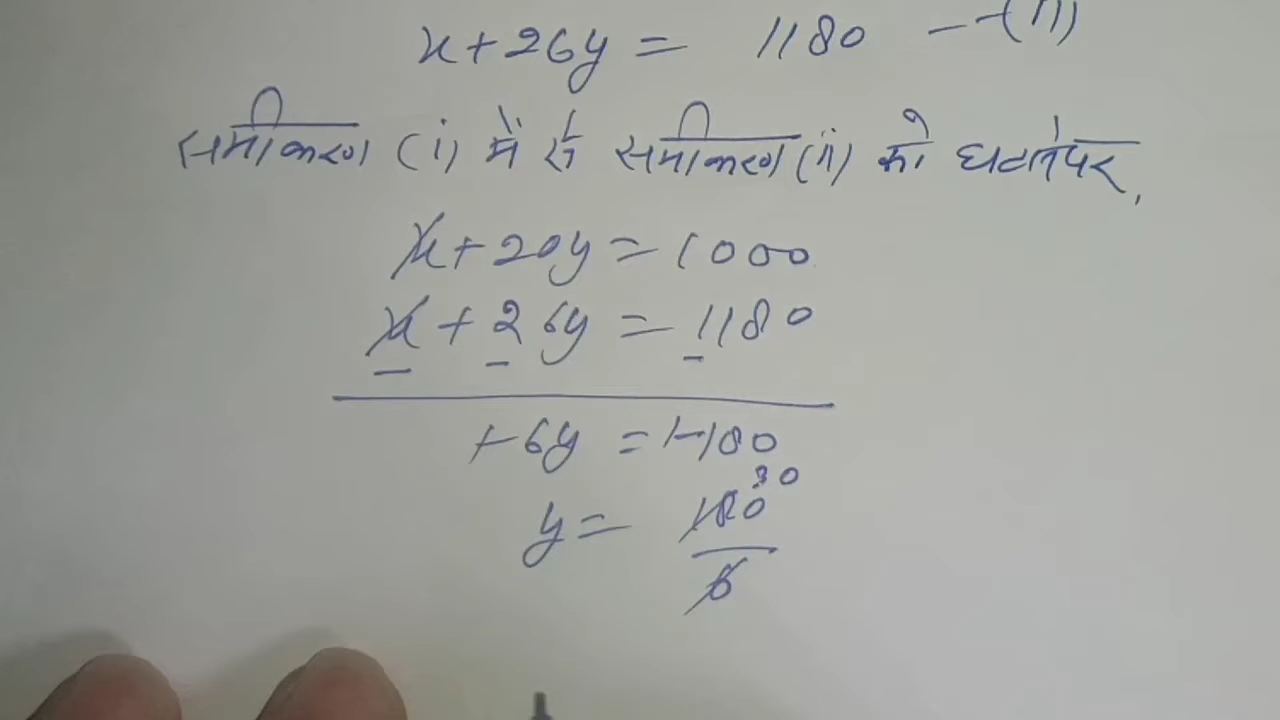 x+26y = 1180 --(ii)
समीकरण (i) में से समीकरण (ii) को घटाने पर,
x+20y=1000
x + 26y = 1180
- - -
+6y = +180
y = 180 30
6